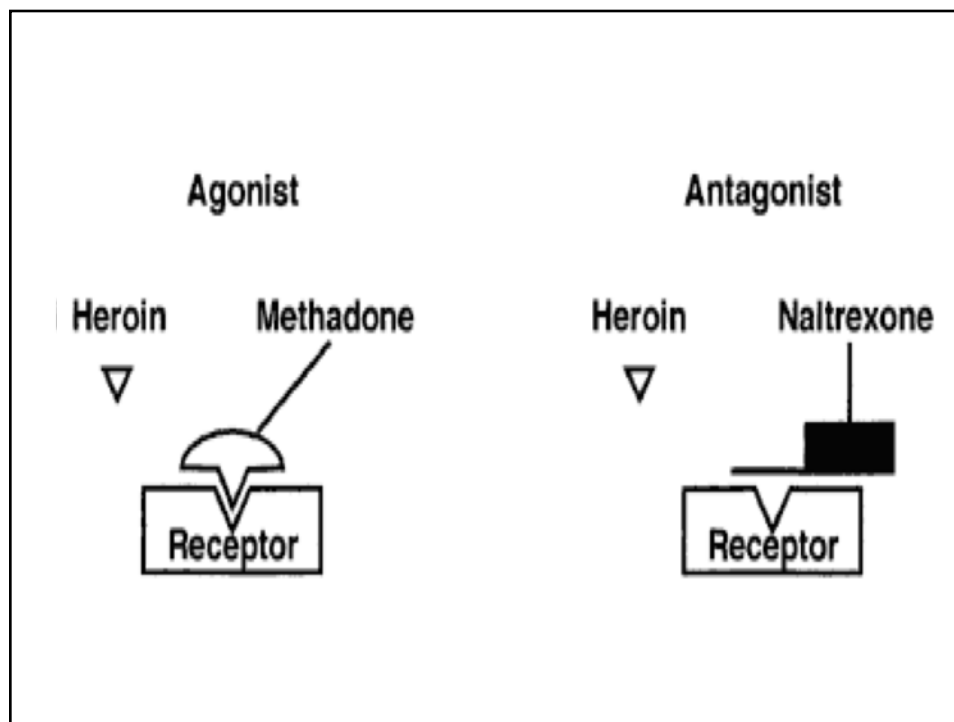 Agonist
Antagonist
Heroin
Methadone
Heroin
Naltrexone
Receptor
Receptor